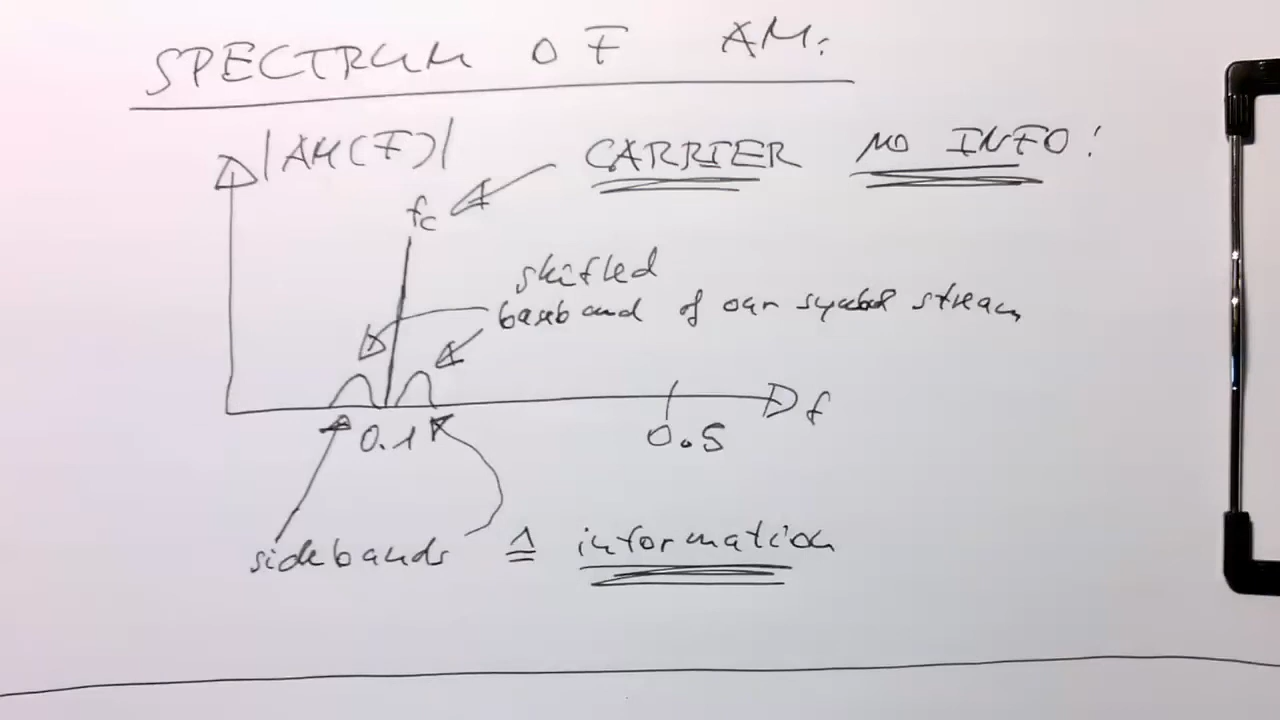 SPECTRUM OF AM:
|AM(F)|
CARRIER NO INFO!
fc
shifted
baseband of our symbol stream
0.1
0.5
f
sidebands ≙ information